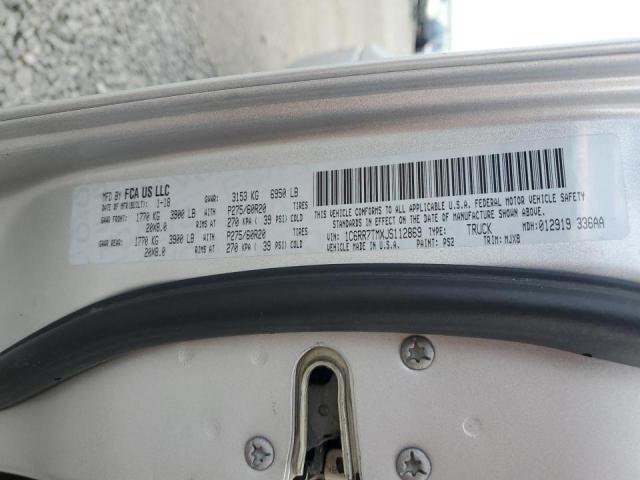 MFD BY FCA US LLC
DATE OF MFR(BUILT): 1-18 GVWR: 3153 KG 6950 LB
GAWR FRONT: 1770 KG 3900 LB WITH P275/60R20 TIRES
20X8.0 RIMS AT 270 KPA ( 39 PSI) COLD
GAWR REAR: 1770 KG 3900 LB WITH P275/60R20 TIRES
20X8.0 RIMS AT 270 KPA ( 39 PSI) COLD
THIS VEHICLE CONFORMS TO ALL APPLICABLE U.S.A. FEDERAL MOTOR VEHICLE SAFETY
STANDARDS IN EFFECT ON THE DATE OF MANUFACTURE SHOWN ABOVE.
VIN: 1C6RR7TMXJS112869 TYPE: TRUCK MDH: 012919 336AA
VEHICLE MADE IN U.S.A. PAINT: PS2 TRIM: MJX8